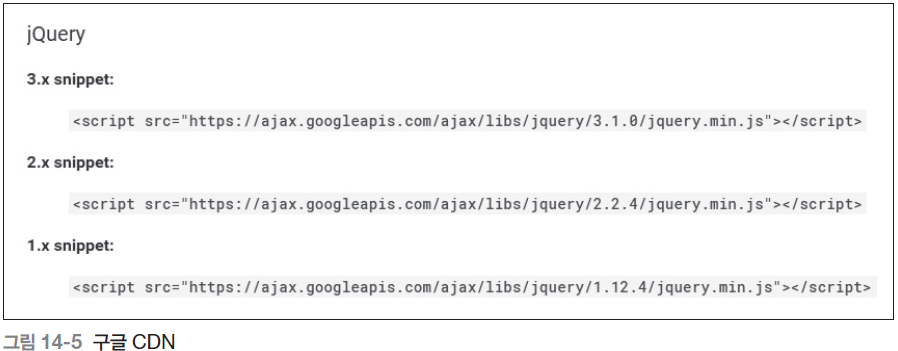 jQuery
3.x snippet:
<script src="https://ajax.googleapis.com/ajax/libs/jquery/3.1.0/jquery.min.js"></script>
2.x snippet:
<script src="https://ajax.googleapis.com/ajax/libs/jquery/2.2.4/jquery.min.js"></script>
1.x snippet:
<script src="https://ajax.googleapis.com/ajax/libs/jquery/1.12.4/jquery.min.js"></script>
그림 14-5 구글 CDN